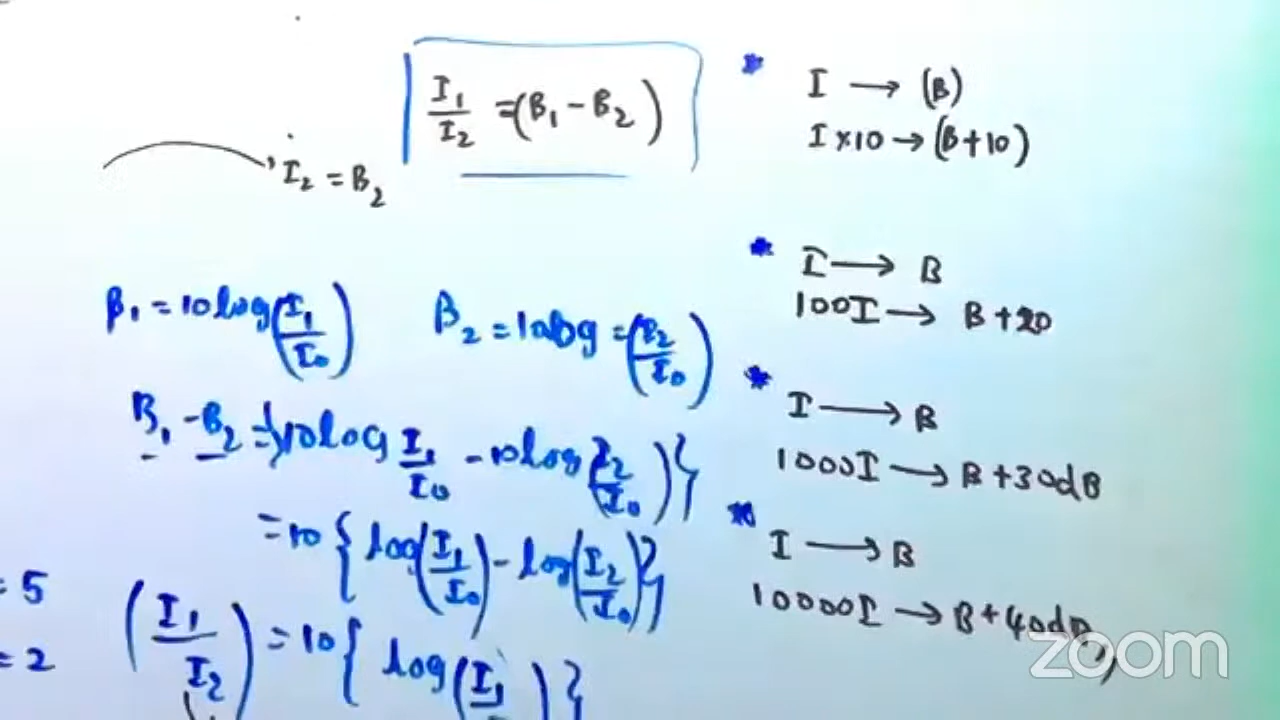 I₁/I₂ =(B₁ - B₂)
I₂ = B₂
β₁ = 10log(I₁/I₀)
B₂ = 10log =(I₂/I₀)
B₁ - B₂ = 10log I₁/I₀ - 10log(I₂/I₀)}
= 10 { log(I₁/I₀) - log(I₂/I₀)}
= 5
= 2
(I₁/I₂) = 10 { log(I₁ )}
* I → (B)
I×10 → (B+10)
* I → B
100I → B+20
* I → B
1000I → B+30dB
* I → B
10000I → B+40dB
zoom